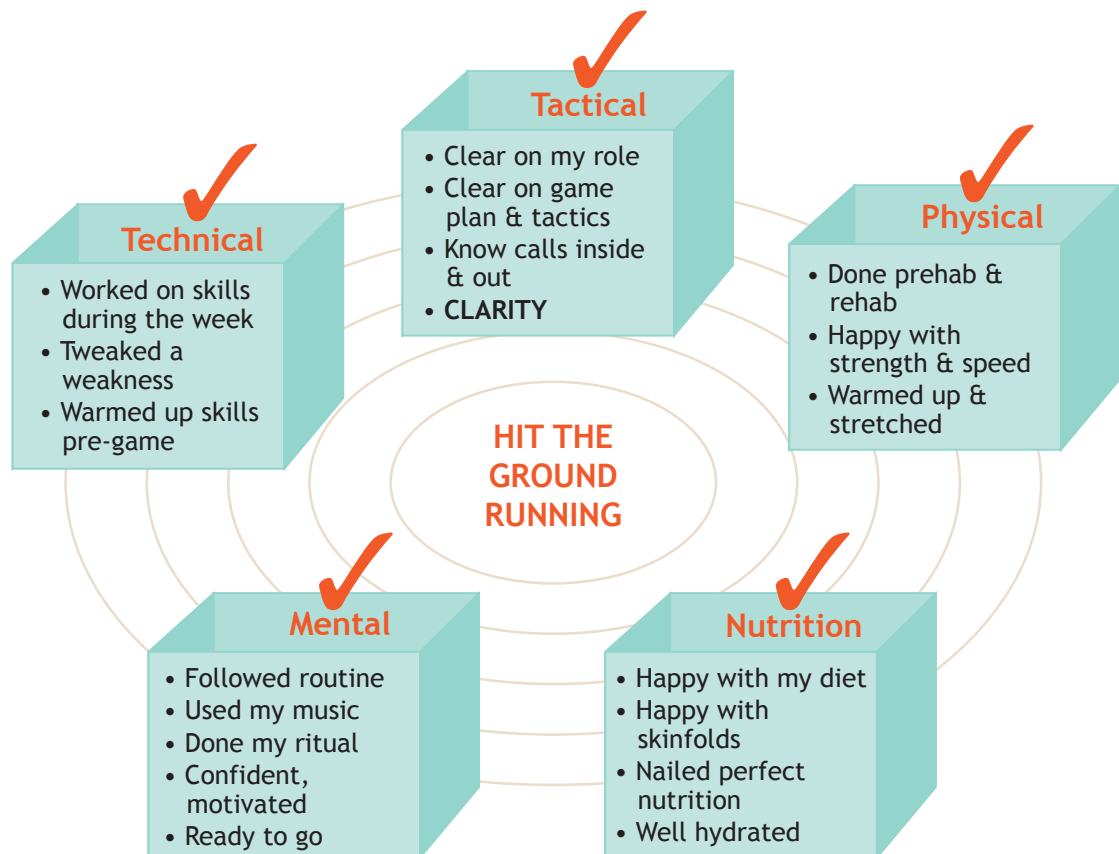 Tactical
• Clear on my role
• Clear on game
plan & tactics
• Know calls inside
& out
• CLARITY
Technical
• Worked on skills
during the week
• Tweaked a
weakness
• Warmed up skills
pre-game
Physical
• Done prehab &
rehab
• Happy with
strength & speed
• Warmed up &
stretched
HIT THE
GROUND
RUNNING
Mental
• Followed routine
• Used my music
• Done my ritual
• Confident,
motivated
• Ready to go
Nutrition
• Happy with my diet
• Happy with
skinfolds
• Nailed perfect
nutrition
• Well hydrated